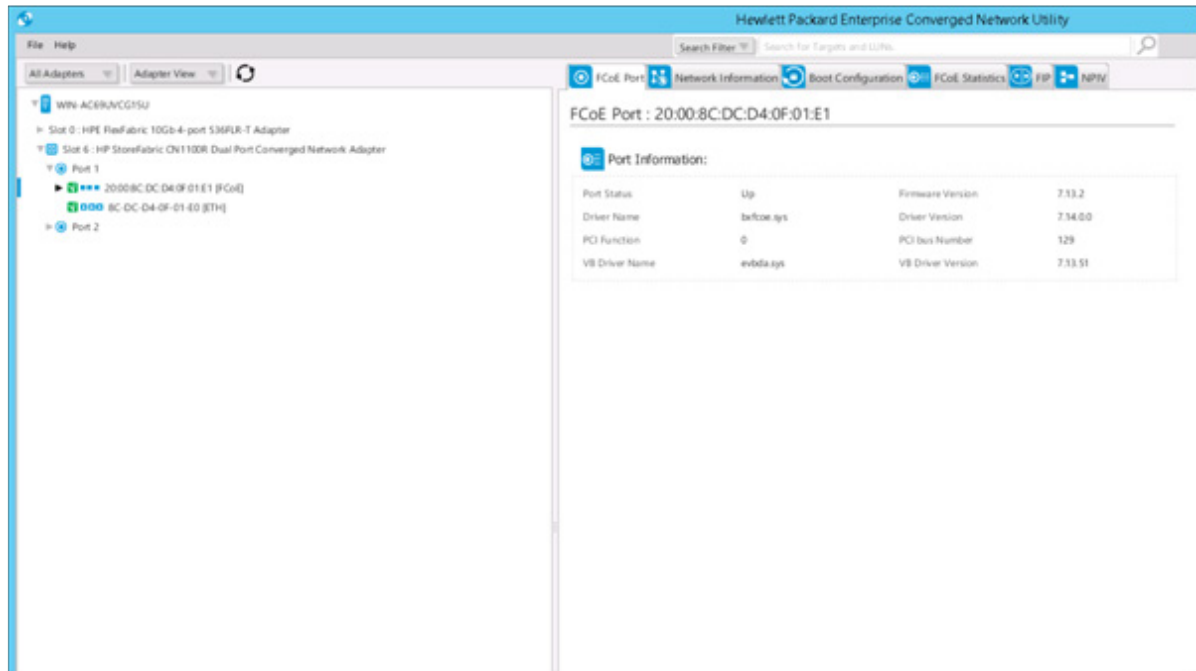 Hewlett Packard Enterprise Converged Network Utility
File Help
Search Filter Search for Targets and LUNs.
All Adapters Adapter View
FCoE Port Network Information Boot Configuration FCoE Statistics FIP NPIV
WIN-AC69UVCG1SU
Slot 0 : HPE FlexFabric 10Gb 4-port 536FLR-T Adapter
Slot 6 : HP StoreFabric CN1100R Dual Port Converged Network Adapter
Port 1
20:00:8C:DC:D4:0F:01:E1 [FCoE]
8C-DC-D4-0F-01-E0 [ETH]
Port 2
FCoE Port : 20:00:8C:DC:D4:0F:01:E1
Port Information:
Port Status Up Firmware Version 7.13.2
Driver Name bxfcoe.sys Driver Version 7.14.0.0
PCI Function 0 PCI bus Number 129
VB Driver Name evbda.sys VB Driver Version 7.13.51